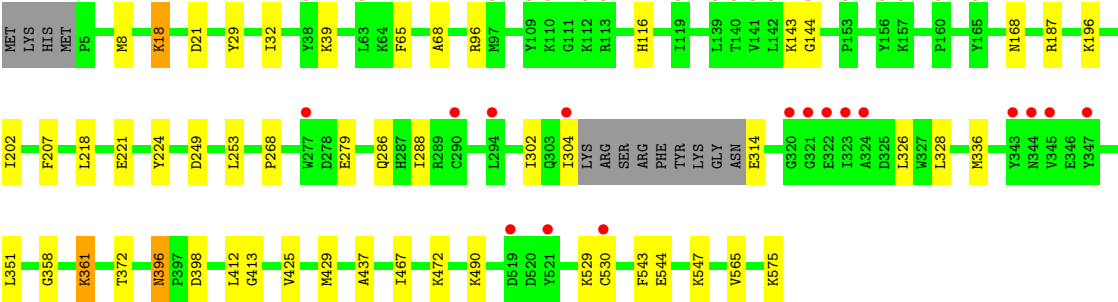 MET LYS HIS MET P5 M8 K18 D21 Y29 I32 Y38 K39 L63 K64 F65 A68 R96 M97 Y109 K110 G111 K112 R113 H116 I119 L139 T140 V141 L142 K143 G144 P153 Y156 K157 P160 Y165 N168 R187 K196
I202 F207 L218 E221 Y224 D249 L253 P268 W277 D278 E279 Q286 H287 I288 R289 C290 L294 I302 Q303 I304 LYS ARG SER ARG PHE TYR LYS GLY ASN E314 G320 G321 E322 I323 A324 D325 L326 W327 L328 M336 Y343 N344 V345 E346 Y347
L351 G358 K361 T372 N396 P397 D398 L412 G413 V425 M429 A437 I467 K472 K490 D519 D520 Y521 K529 C530 F543 E544 K547 V565 K575